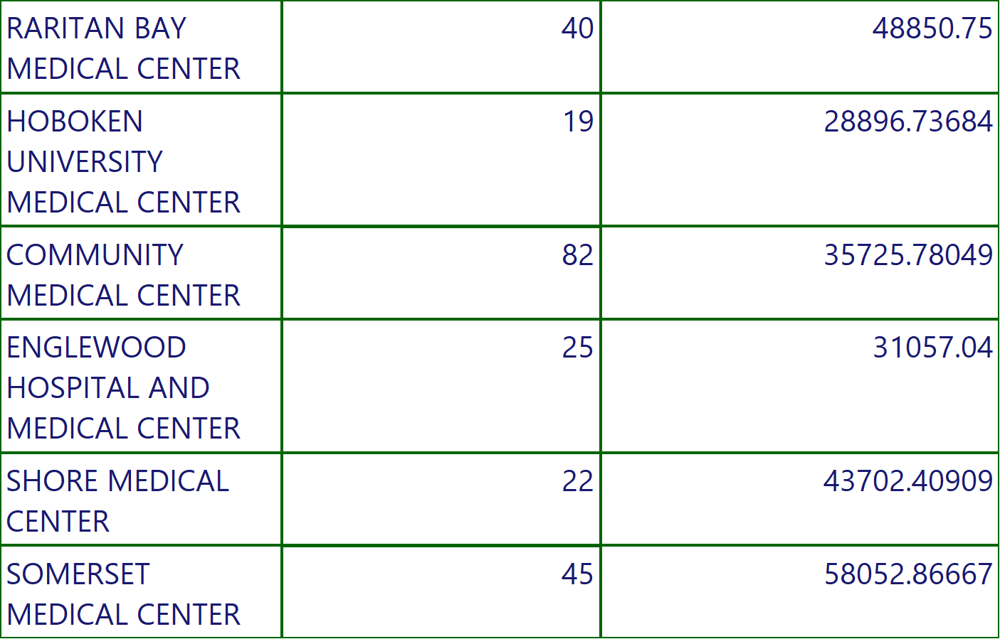 RARITAN BAY 40 48850.75
MEDICAL CENTER
HOBOKEN 19 28896.73684
UNIVERSITY
MEDICAL CENTER
COMMUNITY 82 35725.78049
MEDICAL CENTER
ENGLEWOOD 25 31057.04
HOSPITAL AND
MEDICAL CENTER
SHORE MEDICAL 22 43702.40909
CENTER
SOMERSET 45 58052.86667
MEDICAL CENTER